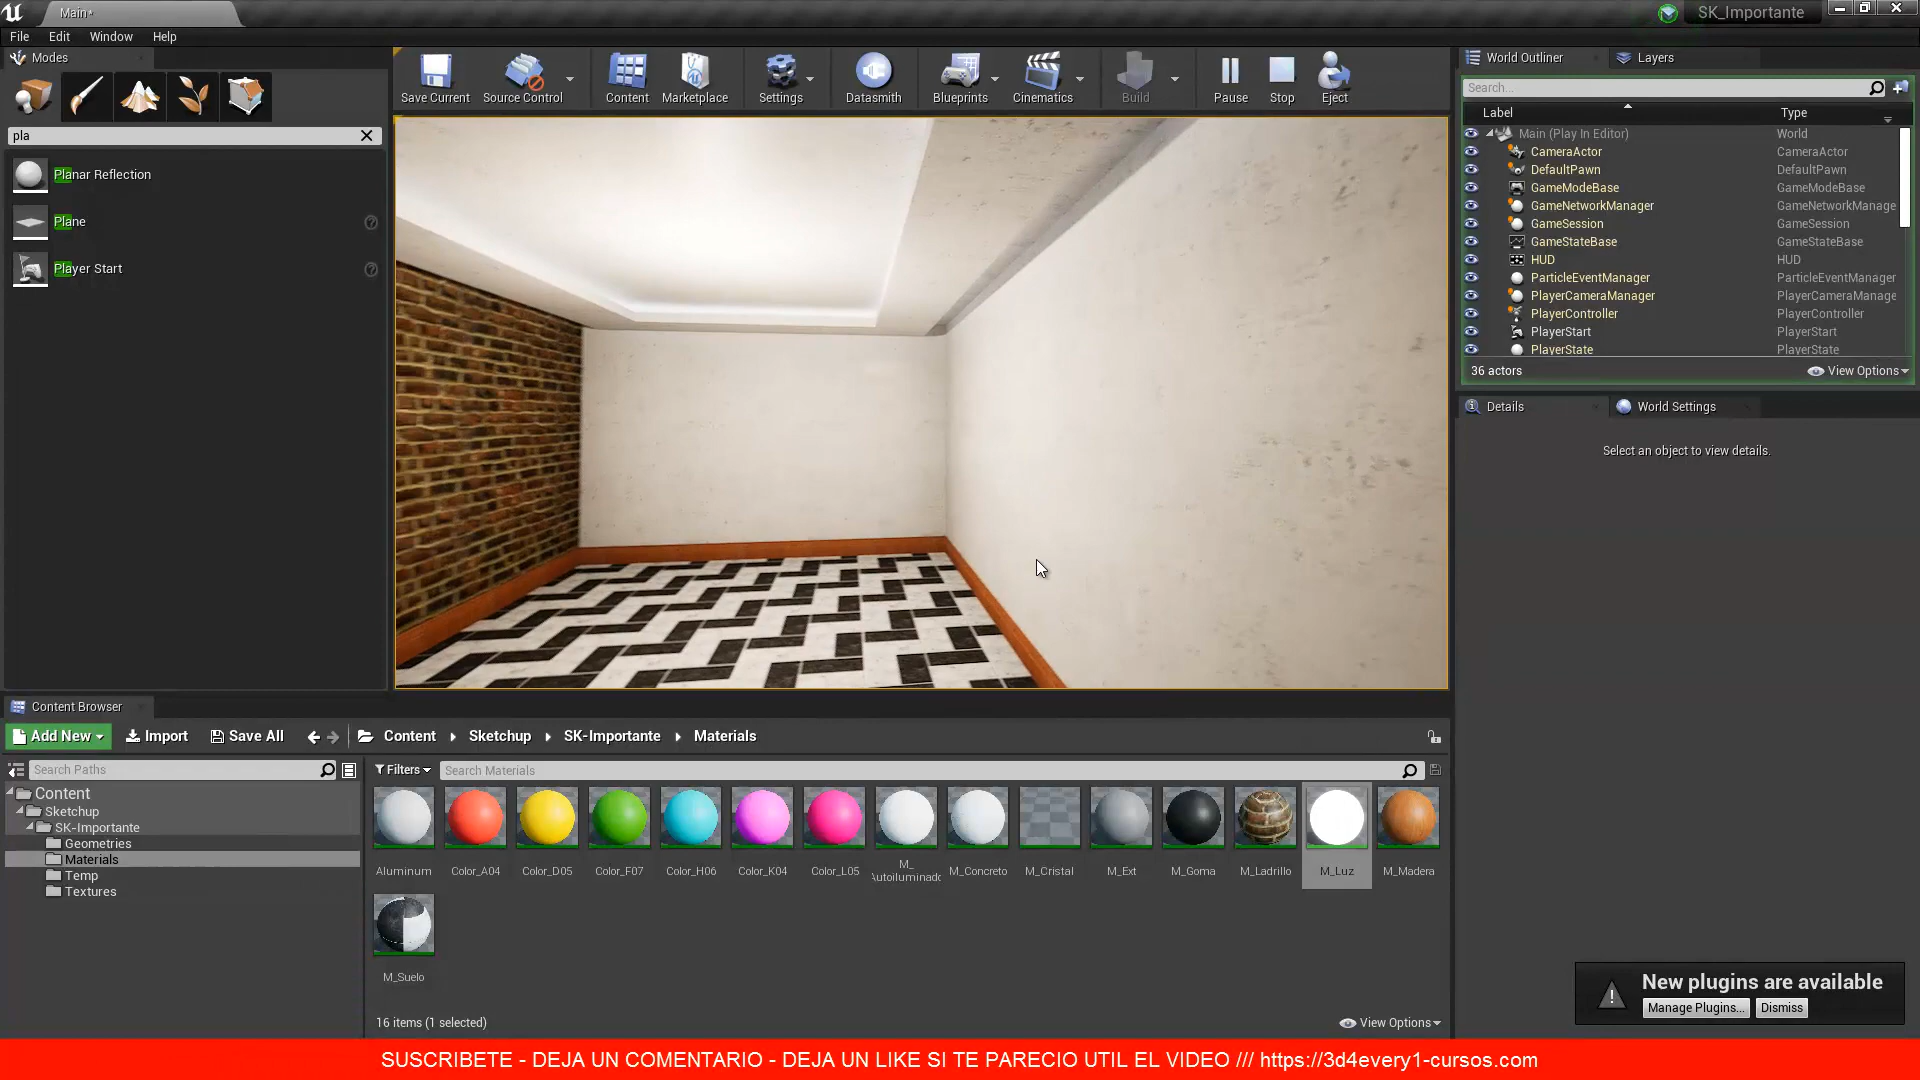 Main*
SK_Importante
File Edit Window Help
Modes
Save Current Source Control Content Marketplace Settings Datasmith Blueprints Cinematics Build Pause Stop Eject
pla
Planar Reflection
Plane
Player Start
World Outliner Layers
Search...
Label Type
Main (Play In Editor) World
CameraActor CameraActor
DefaultPawn DefaultPawn
GameModeBase GameModeBase
GameNetworkManager GameNetworkManage
GameSession GameSession
GameStateBase GameStateBase
HUD HUD
ParticleEventManager ParticleEventManager
PlayerCameraManager PlayerCameraManage
PlayerController PlayerController
PlayerStart PlayerStart
PlayerState PlayerState
36 actors View Options
Details World Settings
Select an object to view details.
Content Browser
Add New Import Save All Content Sketchup SK-Importante Materials
Search Paths Filters Search Materials
Content
Sketchup
SK-Importante
Geometries
Materials
Temp
Textures
Aluminum Color_A04 Color_D05 Color_F07 Color_H06 Color_K04 Color_L05 M_ Autoiluminado M_Concreto M_Cristal M_Ext M_Goma M_Ladrillo M_Luz M_Madera
M_Suelo
16 items (1 selected) View Options
New plugins are available
Manage Plugins... Dismiss
SUSCRIBETE - DEJA UN COMENTARIO - DEJA UN LIKE SI TE PARECIO UTIL EL VIDEO /// https://3d4every1-cursos.com